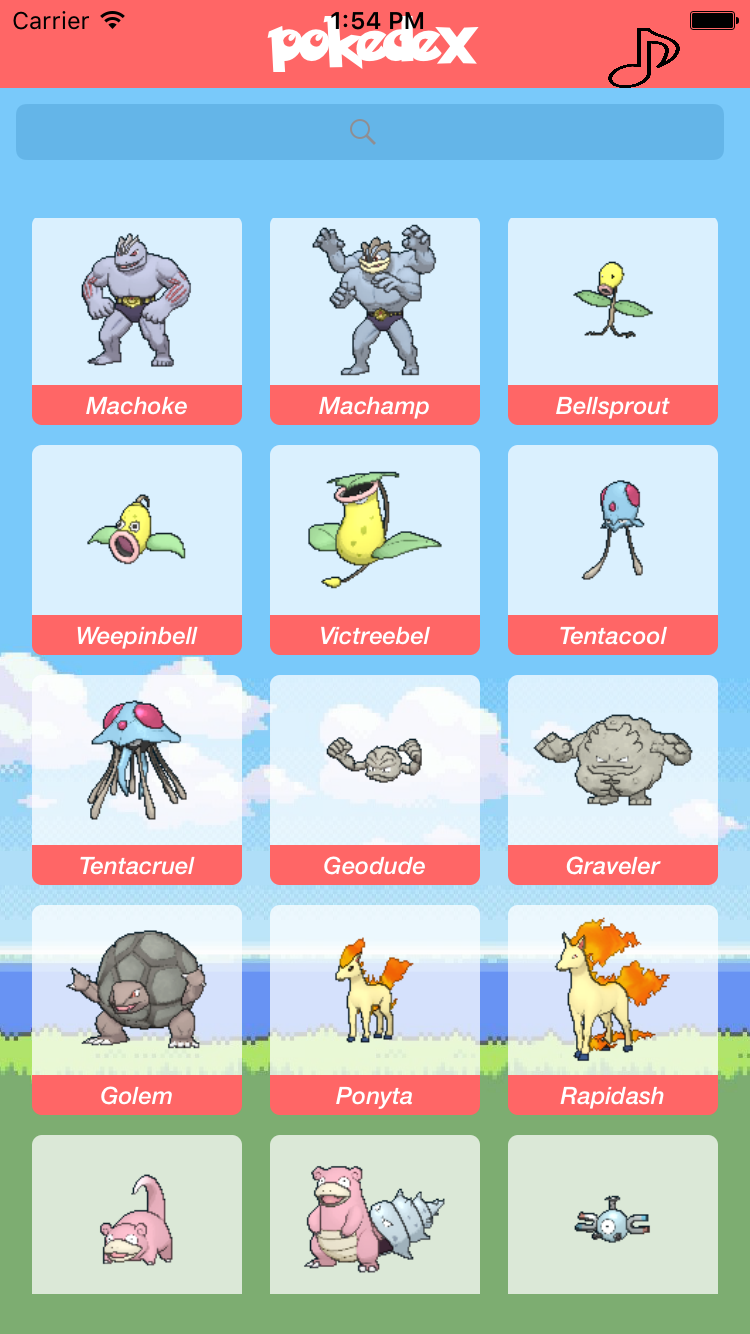 Carrier 1:54 PM
pokedex
Machoke Machamp Bellsprout
Weepinbell Victreebel Tentacool
Tentacruel Geodude Graveler
Golem Ponyta Rapidash